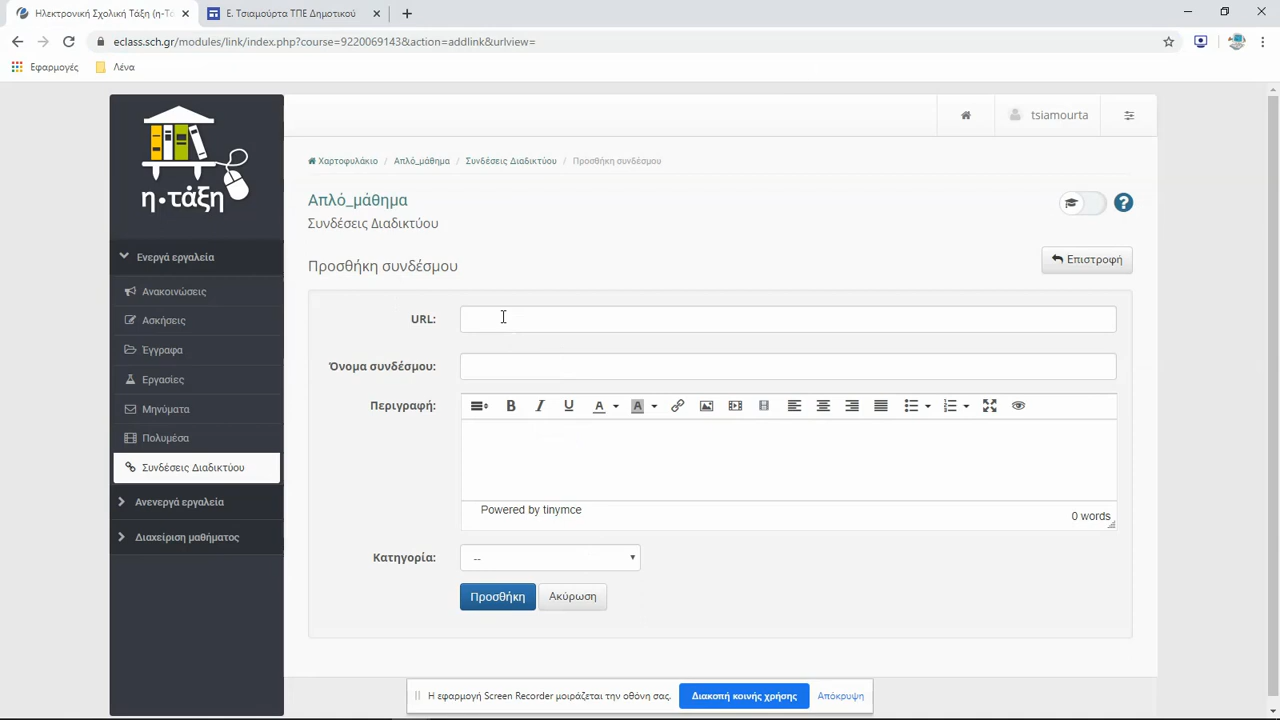 Ηλεκτρονική Σχολική Τάξη (η-Τά
Ε. Τσιαμούρτα ΤΠΕ Δημοτικού
eclass.sch.gr/modules/link/index.php?course=9220069143&action=addlink&urlview=
Εφαρμογές
Λένα
η·τάξη
tsiamourta
Χαρτοφυλάκιο / Απλό_μάθημα / Συνδέσεις Διαδικτύου / Προσθήκη συνδέσμου
Απλό_μάθημα
Συνδέσεις Διαδικτύου
Προσθήκη συνδέσμου
Επιστροφή
Ενεργά εργαλεία
Ανακοινώσεις
Ασκήσεις
Έγγραφα
Εργασίες
Μηνύματα
Πολυμέσα
Συνδέσεις Διαδικτύου
Ανενεργά εργαλεία
Διαχείριση μαθήματος
URL:
Όνομα συνδέσμου:
Περιγραφή:
Powered by tinymce
0 words
Κατηγορία:
--
Προσθήκη
Ακύρωση
Η εφαρμογή Screen Recorder μοιράζεται την οθόνη σας.
Διακοπή κοινής χρήσης
Απόκρυψη